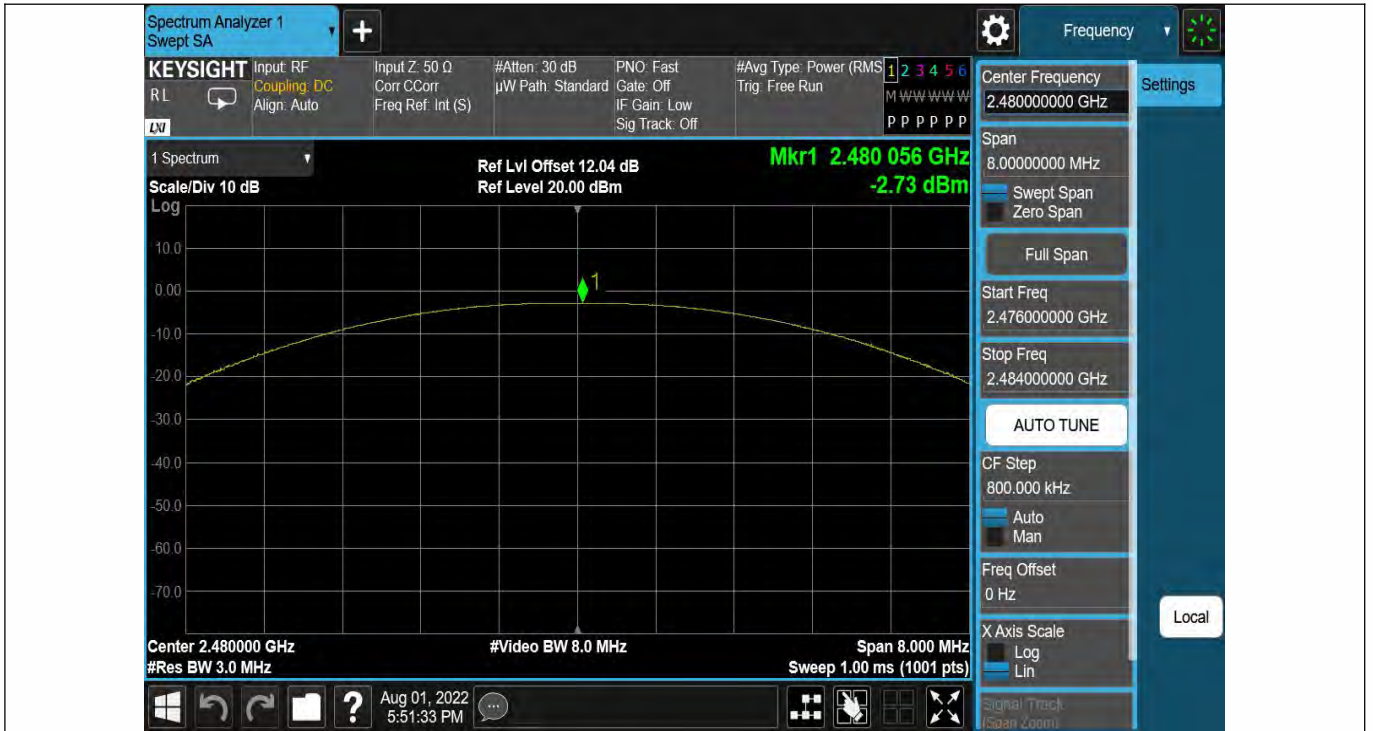 Spectrum Analyzer 1
Swept SA
+
Frequency
KEYSIGHT
RL
LXI
Input: RF
Coupling: DC
Align: Auto
Input Z: 50 Ω
Corr CCorr
Freq Ref: Int (S)
#Atten: 30 dB
µW Path: Standard
PNO: Fast
Gate: Off
IF Gain: Low
Sig Track: Off
#Avg Type: Power (RMS
Trig: Free Run
1 2 3 4 5 6
M W W W W W
P P P P P P
Center Frequency
2.480000000 GHz
Settings
Span
8.00000000 MHz
Swept Span
Zero Span
Full Span
Start Freq
2.476000000 GHz
Stop Freq
2.484000000 GHz
AUTO TUNE
CF Step
800.000 kHz
Auto
Man
Freq Offset
0 Hz
X Axis Scale
Log
Lin
Signal Track
(Span Zoom)
Local
1 Spectrum
Scale/Div 10 dB
Ref Lvl Offset 12.04 dB
Ref Level 20.00 dBm
Mkr1 2.480 056 GHz
-2.73 dBm
Log
10.0
0.00
-10.0
-20.0
-30.0
-40.0
-50.0
-60.0
-70.0
1
Center 2.480000 GHz
#Res BW 3.0 MHz
#Video BW 8.0 MHz
Span 8.000 MHz
Sweep 1.00 ms (1001 pts)
?
Aug 01, 2022
5:51:33 PM